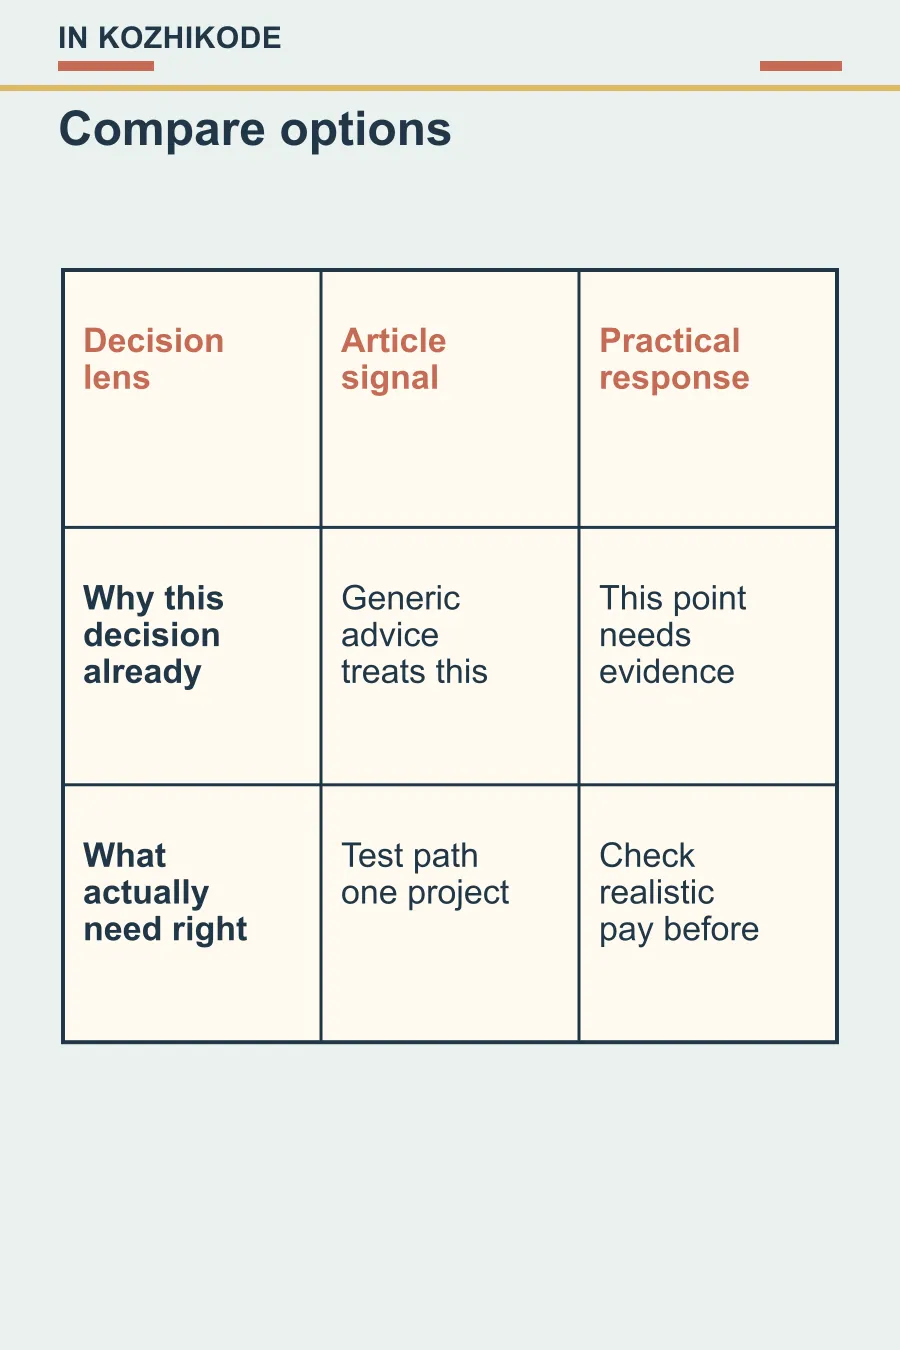 IN KOZHIKODE
Compare options
Decision
lens
Article
signal
Practical
response
Why this
decision
already
Generic
advice
treats this
This point
needs
evidence
What
actually
need right
Test path
one project
Check
realistic
pay before